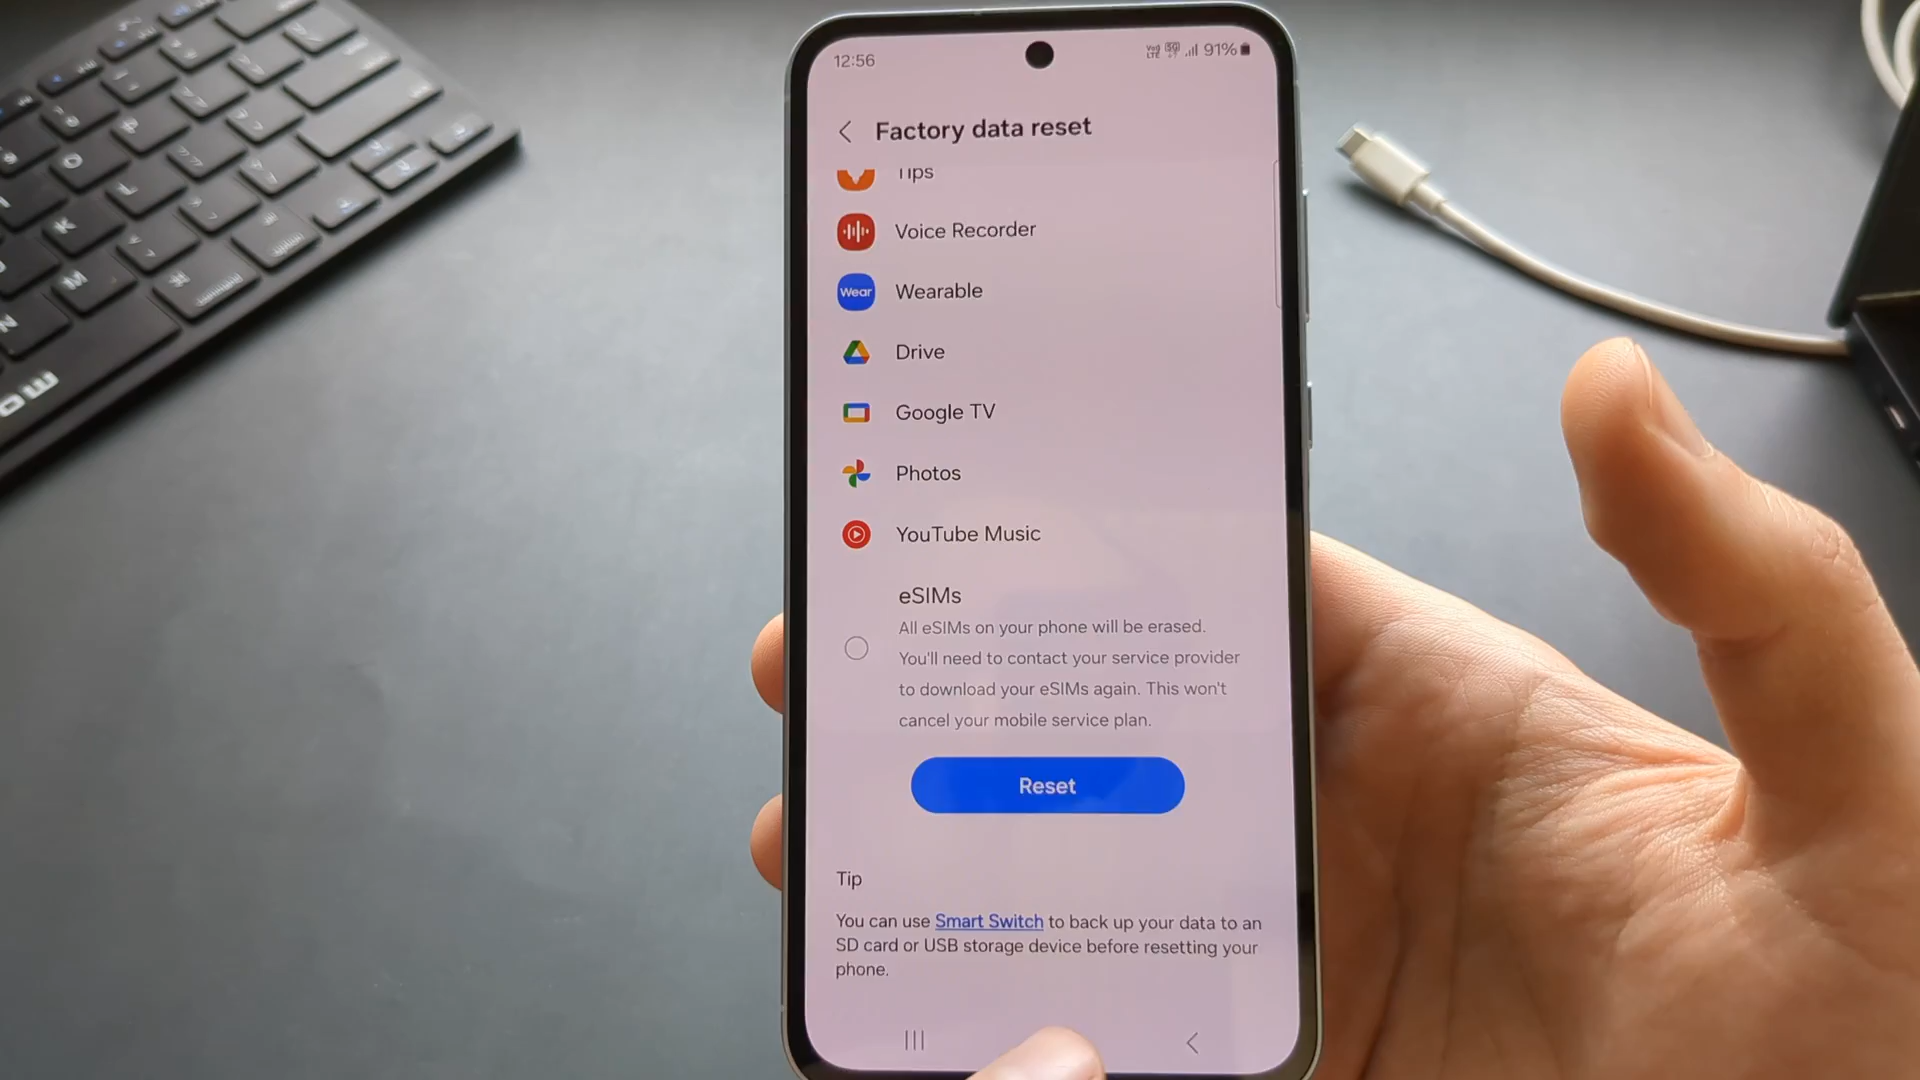 12:56
91%
Factory data reset
Tips
Voice Recorder
Wear
Wearable
Drive
Google TV
Photos
YouTube Music
eSIMs
All eSIMs on your phone will be erased.
You'll need to contact your service provider
to download your eSIMs again. This won't
cancel your mobile service plan.
Reset
Tip
You can use Smart Switch to back up your data to an
SD card or USB storage device before resetting your
phone.